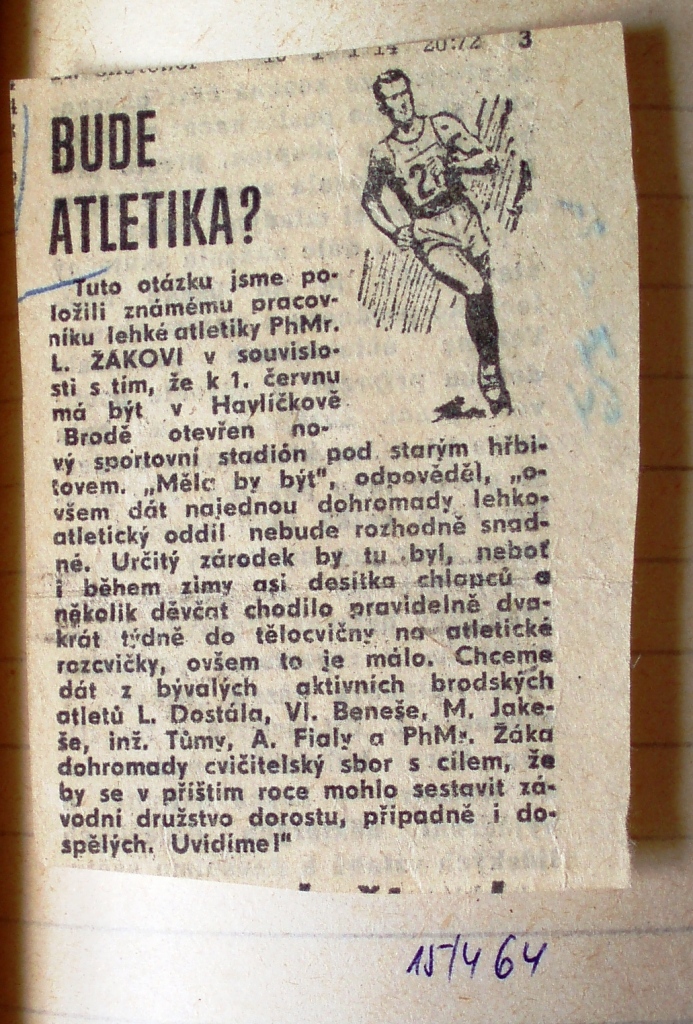 20:72 3
BUDE
ATLETIKA?
Tuto otázku jsme po-
ložili známému pracov-
níku lehké atletiky PhMr.
L. ŽÁKOVI v souvislo-
sti s tím, že k 1. červnu
má být v Havlíčkově
Brodě otevřen no-
vý sportovní stadión pod starým hřbi-
tovem. „Měla by být", odpověděl, „o-
všem dát najednou dohromady lehko-
atletický oddíl nebude rozhodně snad-
né. Určitý zárodek by tu byl, neboť
i během zimy asi desítka chlapců a
několik děvčat chodilo pravidelně dva-
krát týdně do tělocvičny na atletické
rozcvičky, ovšem to je málo. Chceme
dát z bývalých aktivních brodských
atletů L. Dostála, Vl. Beneše, M. Jake-
še, inž. Tůmy, A. Fialy a PhMr. Žáka
dohromady cvičitelský sbor s cílem, že
by se v příštím roce mohlo sestavit zá-
vodní družstvo dorostu, případně i do-
spělých. Uvidíme!"
15/4 64